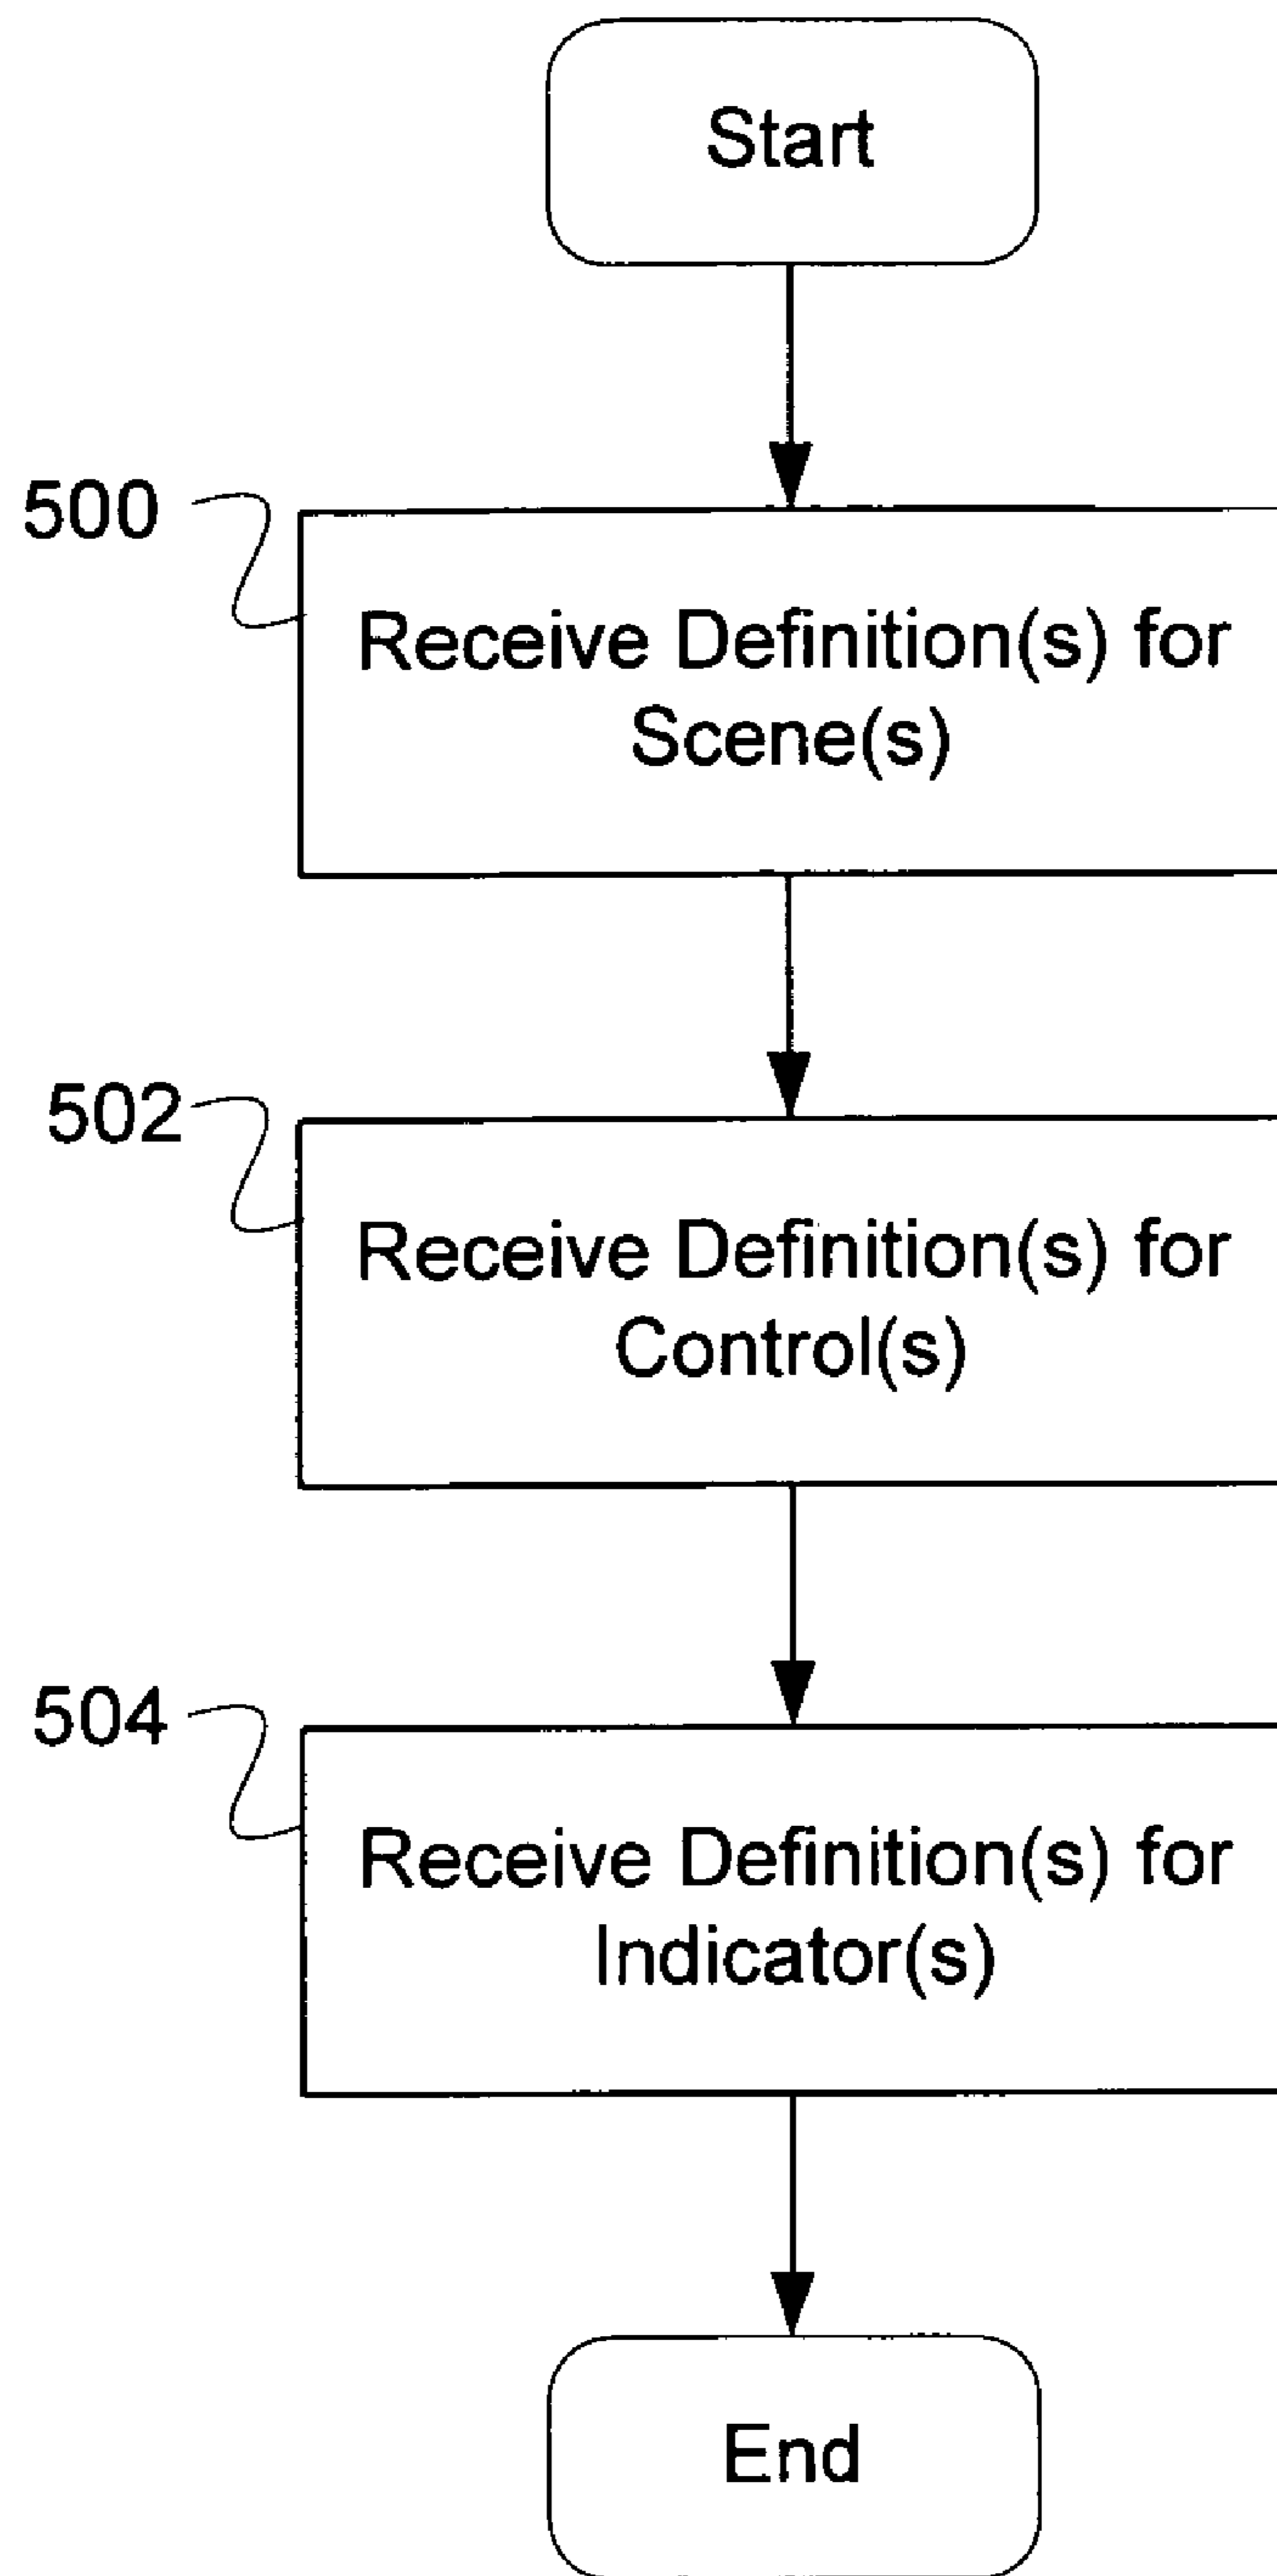 Start
500
Receive Definition(s) for
Scene(s)
502
Receive Definition(s) for
Control(s)
504
Receive Definition(s) for
Indicator(s)
End